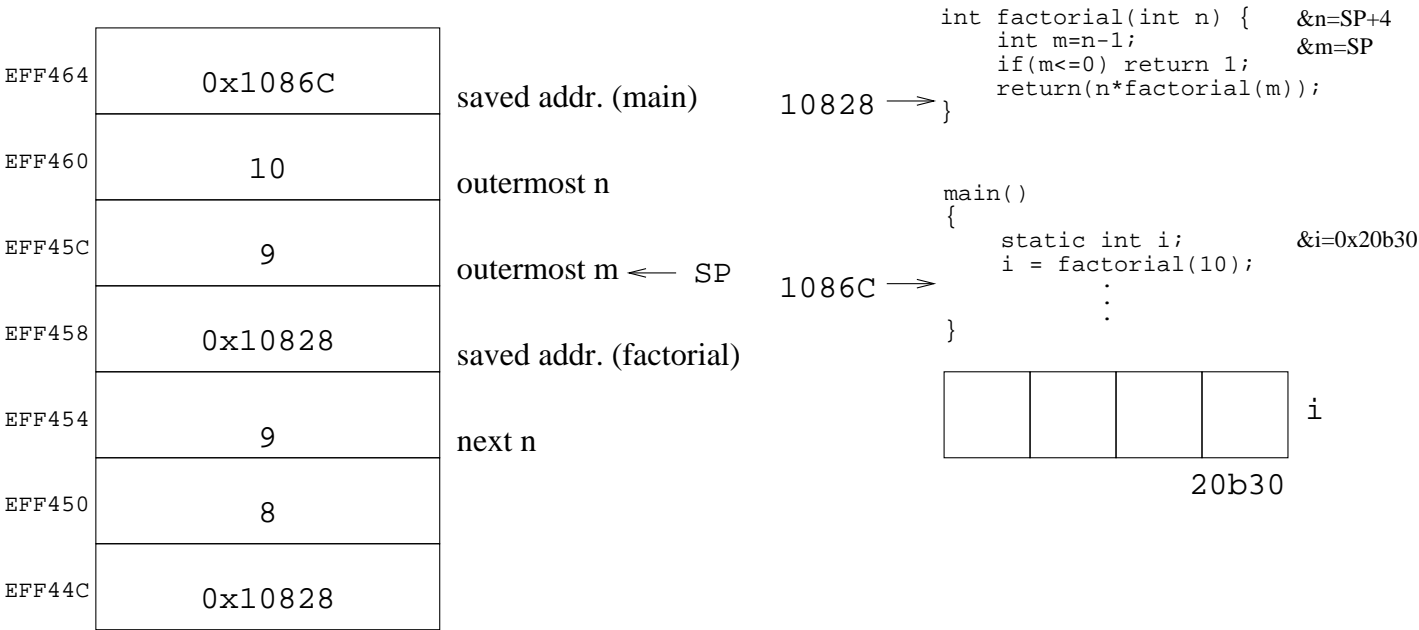 EFF464
0x1086C
saved addr. (main)
EFF460
10
outermost n
EFF45C
9
outermost m
SP
EFF458
0x10828
saved addr. (factorial)
EFF454
9
next n
EFF450
8
EFF44C
0x10828
int factorial(int n) {
&n=SP+4
int m=n-1;
&m=SP
if(m<=0) return 1;
return(n*factorial(m));
10828
}
main()
{
static int i;
&i=0x20b30
i = factorial(10);
1086C
.
.
.
}
i
20b30